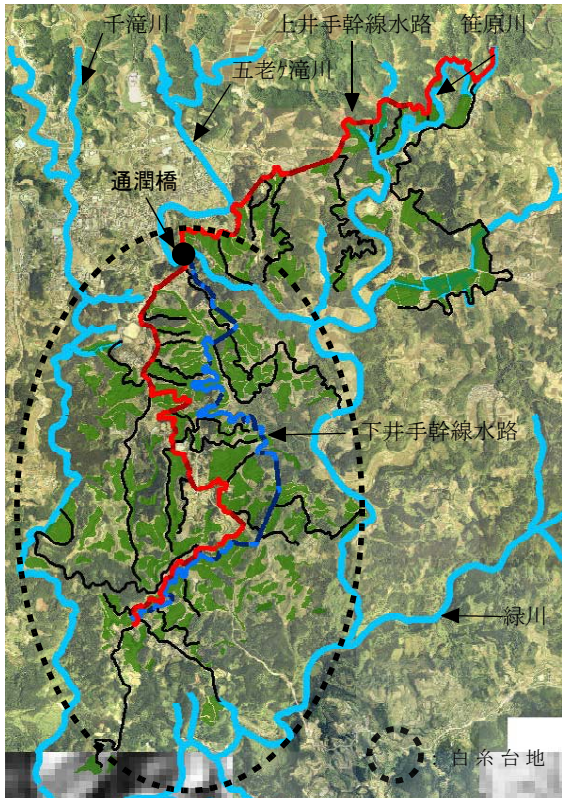 千滝川
上井手幹線水路
笹原川
五老ヶ滝川
通潤橋
下井手幹線水路
緑川
白糸台地